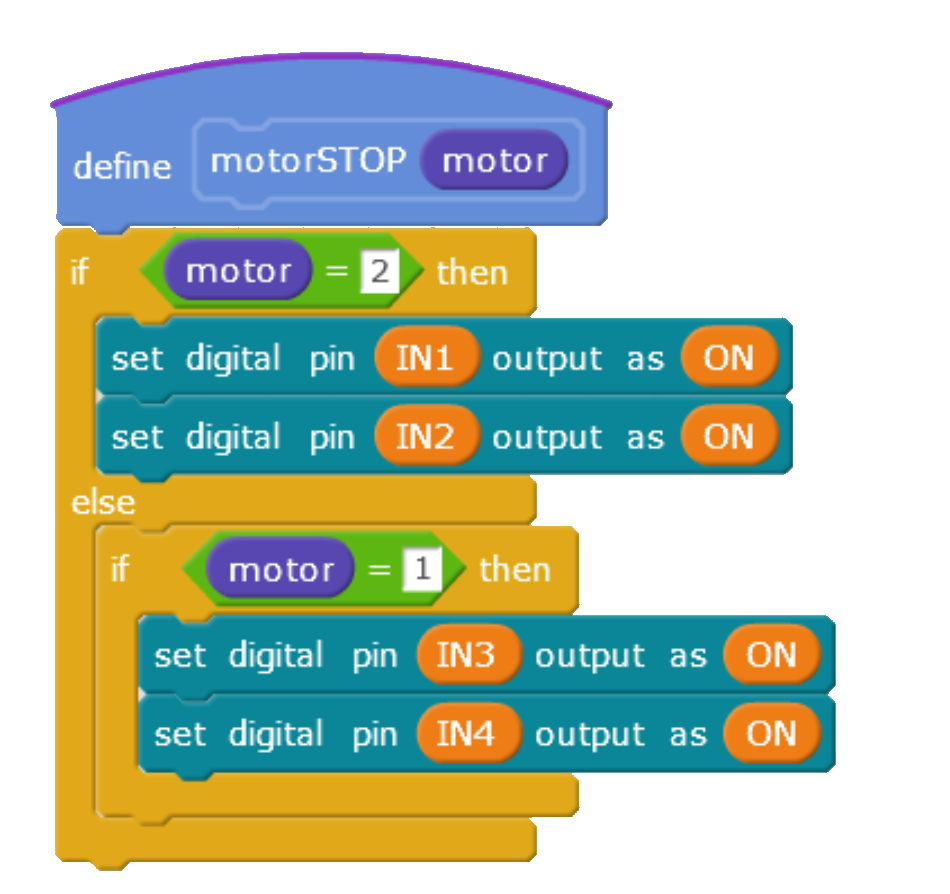 define motorSTOP motor
if motor = 2 then
set digital pin IN1 output as ON
set digital pin IN2 output as ON
else
if motor = 1 then
set digital pin IN3 output as ON
set digital pin IN4 output as ON